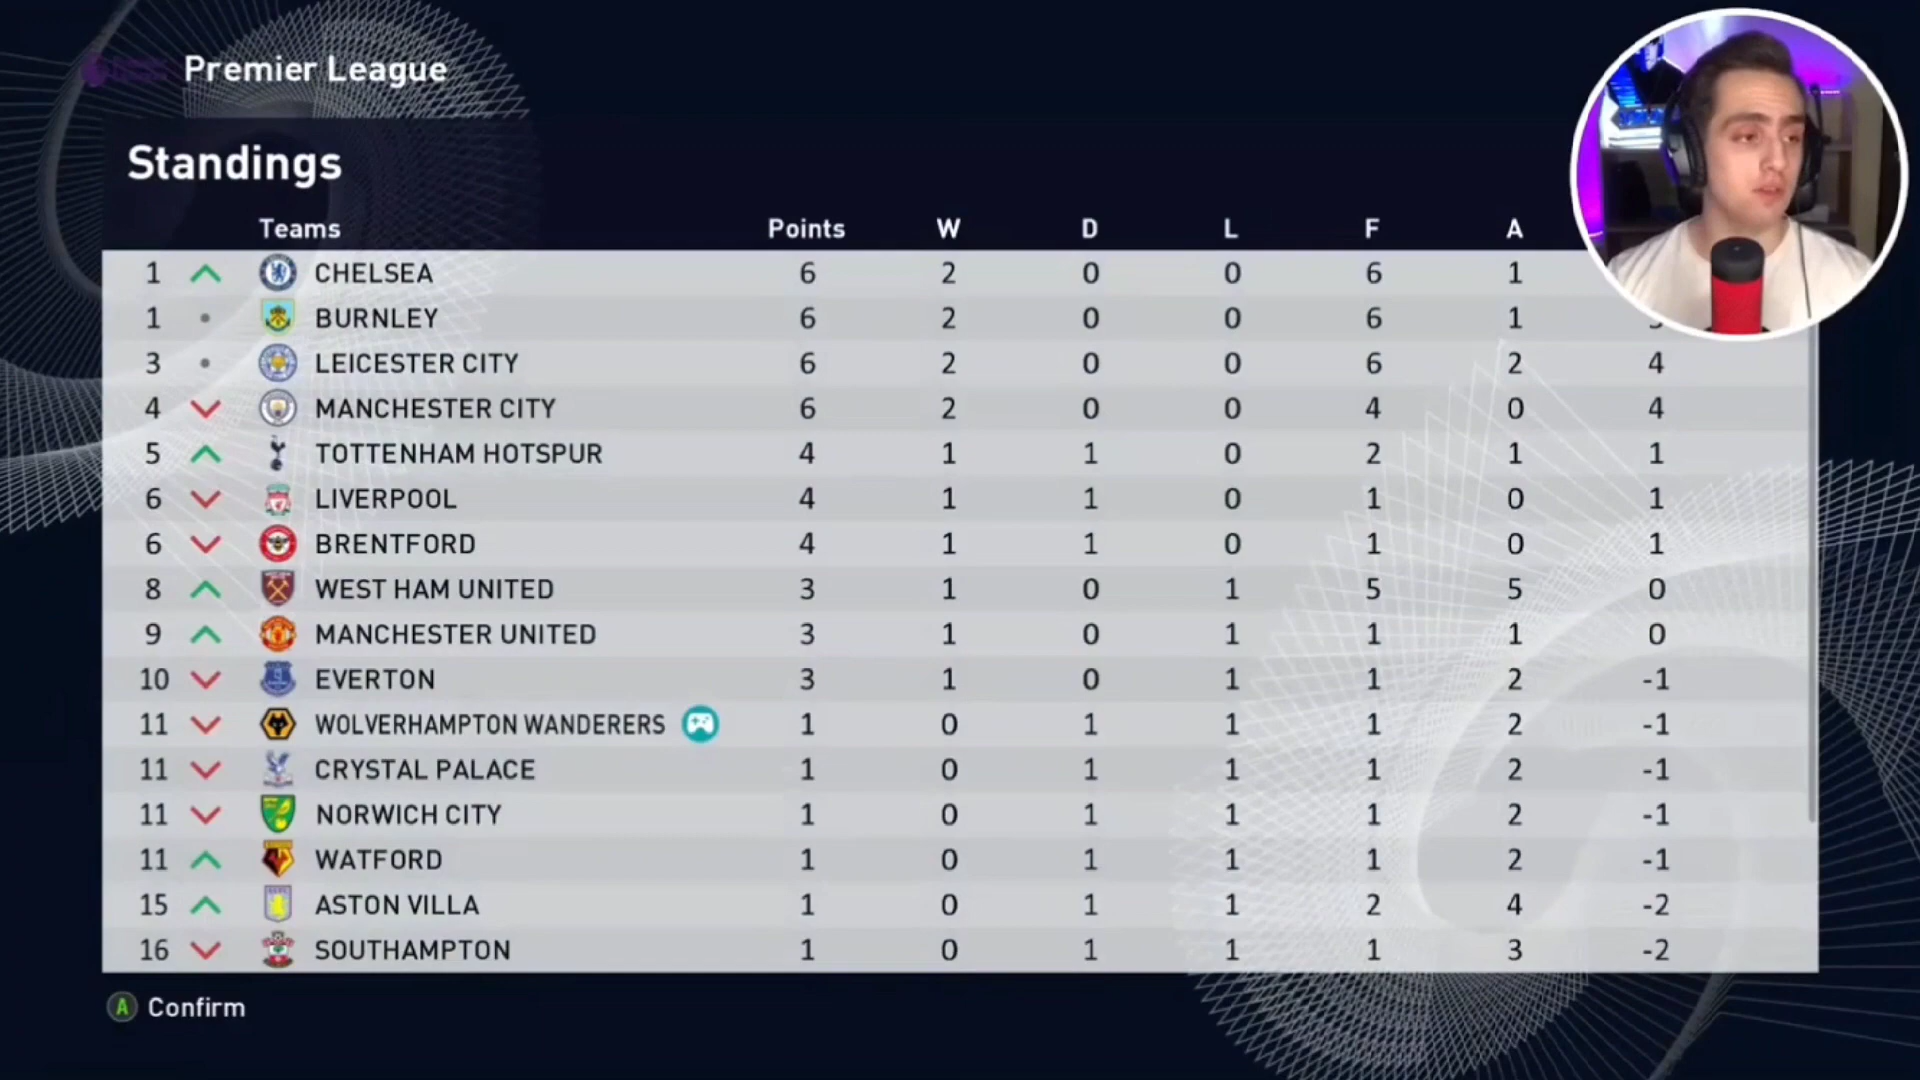 Premier League
Standings
Teams Points W D L F A
1 CHELSEA 6 2 0 0 6 1
1 BURNLEY 6 2 0 0 6 1
3 LEICESTER CITY 6 2 0 0 6 2 4
4 MANCHESTER CITY 6 2 0 0 4 0 4
5 TOTTENHAM HOTSPUR 4 1 1 0 2 1 1
6 LIVERPOOL 4 1 1 0 1 0 1
6 BRENTFORD 4 1 1 0 1 0 1
8 WEST HAM UNITED 3 1 0 1 5 5 0
9 MANCHESTER UNITED 3 1 0 1 1 1 0
10 EVERTON 3 1 0 1 1 2 -1
11 WOLVERHAMPTON WANDERERS 1 0 1 1 1 2 -1
11 CRYSTAL PALACE 1 0 1 1 1 2 -1
11 NORWICH CITY 1 0 1 1 1 2 -1
11 WATFORD 1 0 1 1 1 2 -1
15 ASTON VILLA 1 0 1 1 2 4 -2
16 SOUTHAMPTON 1 0 1 1 1 3 -2
A Confirm